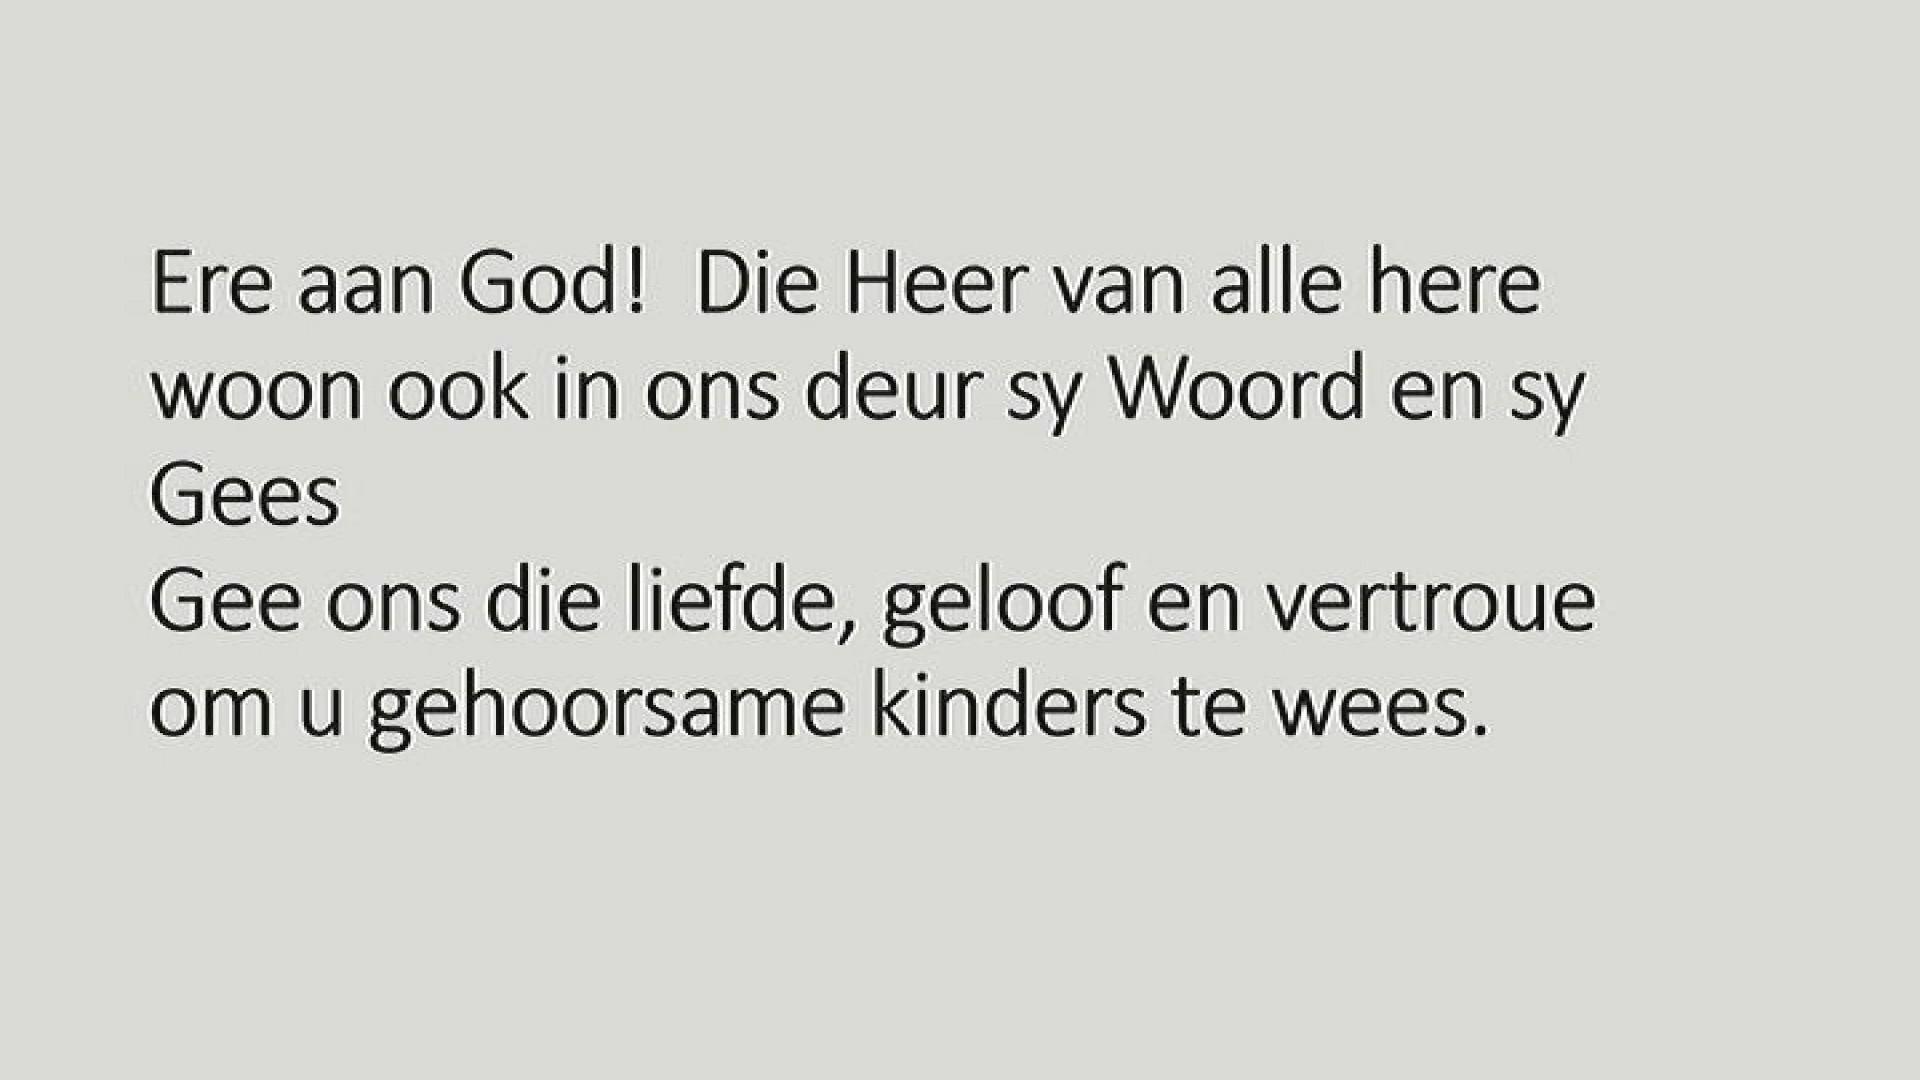 Ere aan God!  Die Heer van alle here
woon ook in ons deur sy Woord en sy
Gees
Gee ons die liefde, geloof en vertroue
om u gehoorsame kinders te wees.